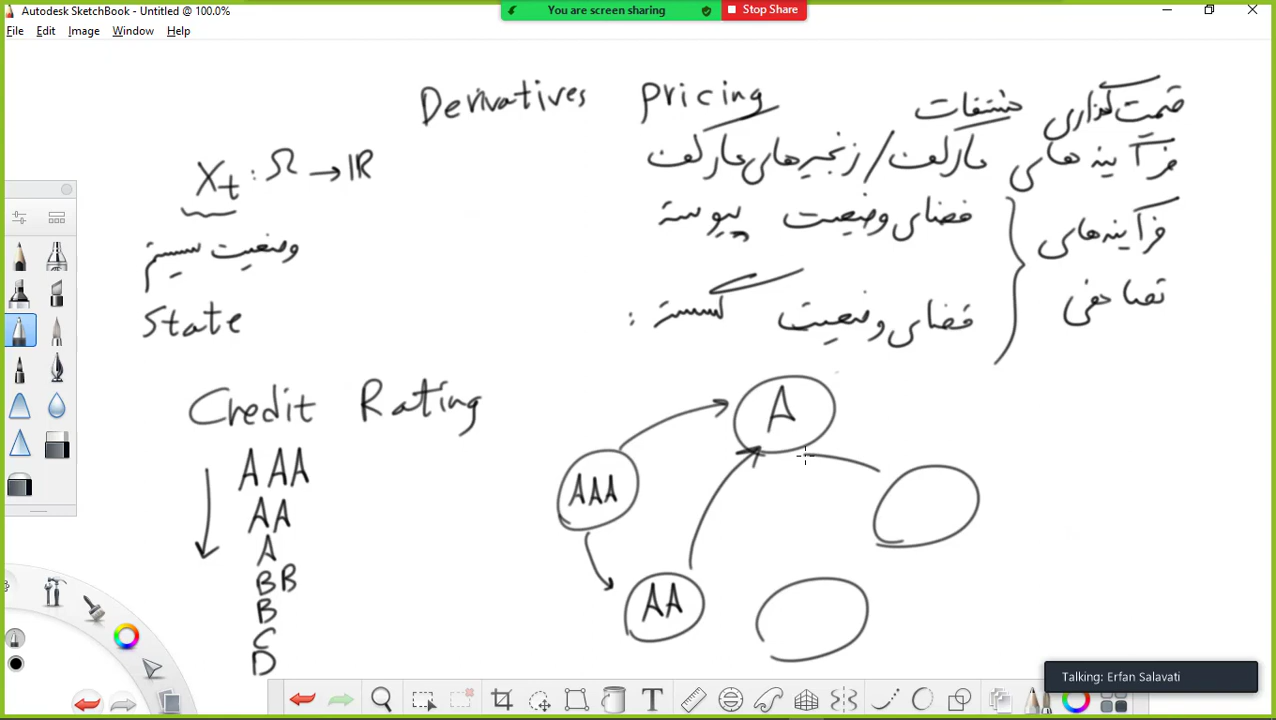 Autodesk SketchBook - Untitled @ 100.0%
You are screen sharing
Stop Share
File Edit Image Window Help
Derivatives Pricing
قیمت‌گذاری مشتقات
فرآیندهای مارکف / زنجیرهای مارکف
فرآیندهای تصادفی
فضای وضعیت پیوسته
فضای وضعیت گسسته :
Xt : Ω → IR
وضعیت سیستم
State
Credit Rating
AAA
AA
A
BB
B
C
D
A
AAA
AA
Talking: Erfan Salavati